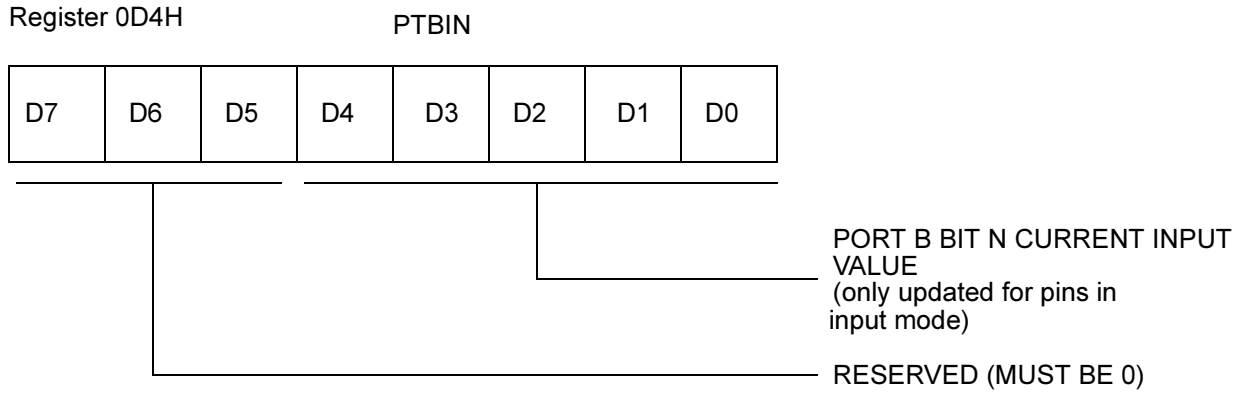 Register 0D4H
PTBIN
D7 D6 D5 D4 D3 D2 D1 D0
PORT B BIT N CURRENT INPUT
VALUE
(only updated for pins in
input mode)
RESERVED (MUST BE 0)